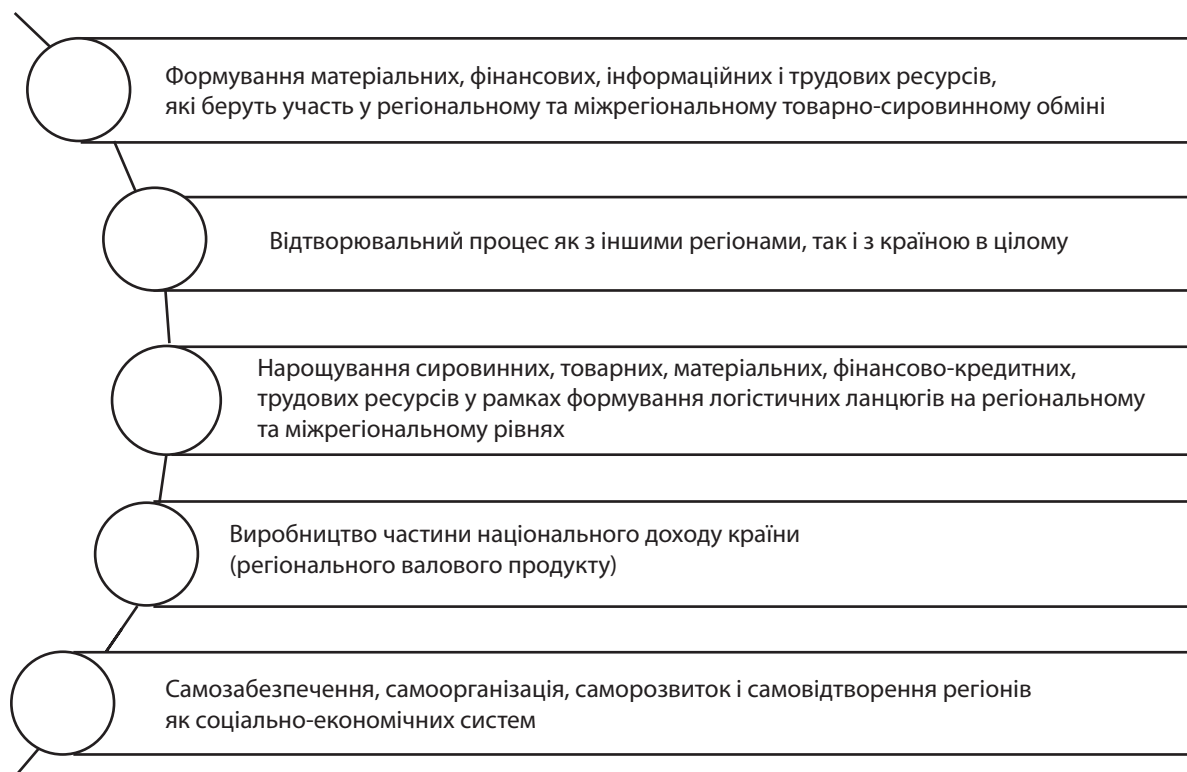 Формування матеріальних, фінансових, інформаційних і трудових ресурсів,
які беруть участь у регіональному та міжрегіональному товарно-сировинному обміні
Відтворювальний процес як з іншими регіонами, так і з країною в цілому
Нарощування сировинних, товарних, матеріальних, фінансово-кредитних,
трудових ресурсів у рамках формування логістичних ланцюгів на регіональному
та міжрегіональному рівнях
Виробництво частини національного доходу країни
(регіонального валового продукту)
Самозабезпечення, самоорганізація, саморозвиток і самовідтворення регіонів
як соціально-економічних систем